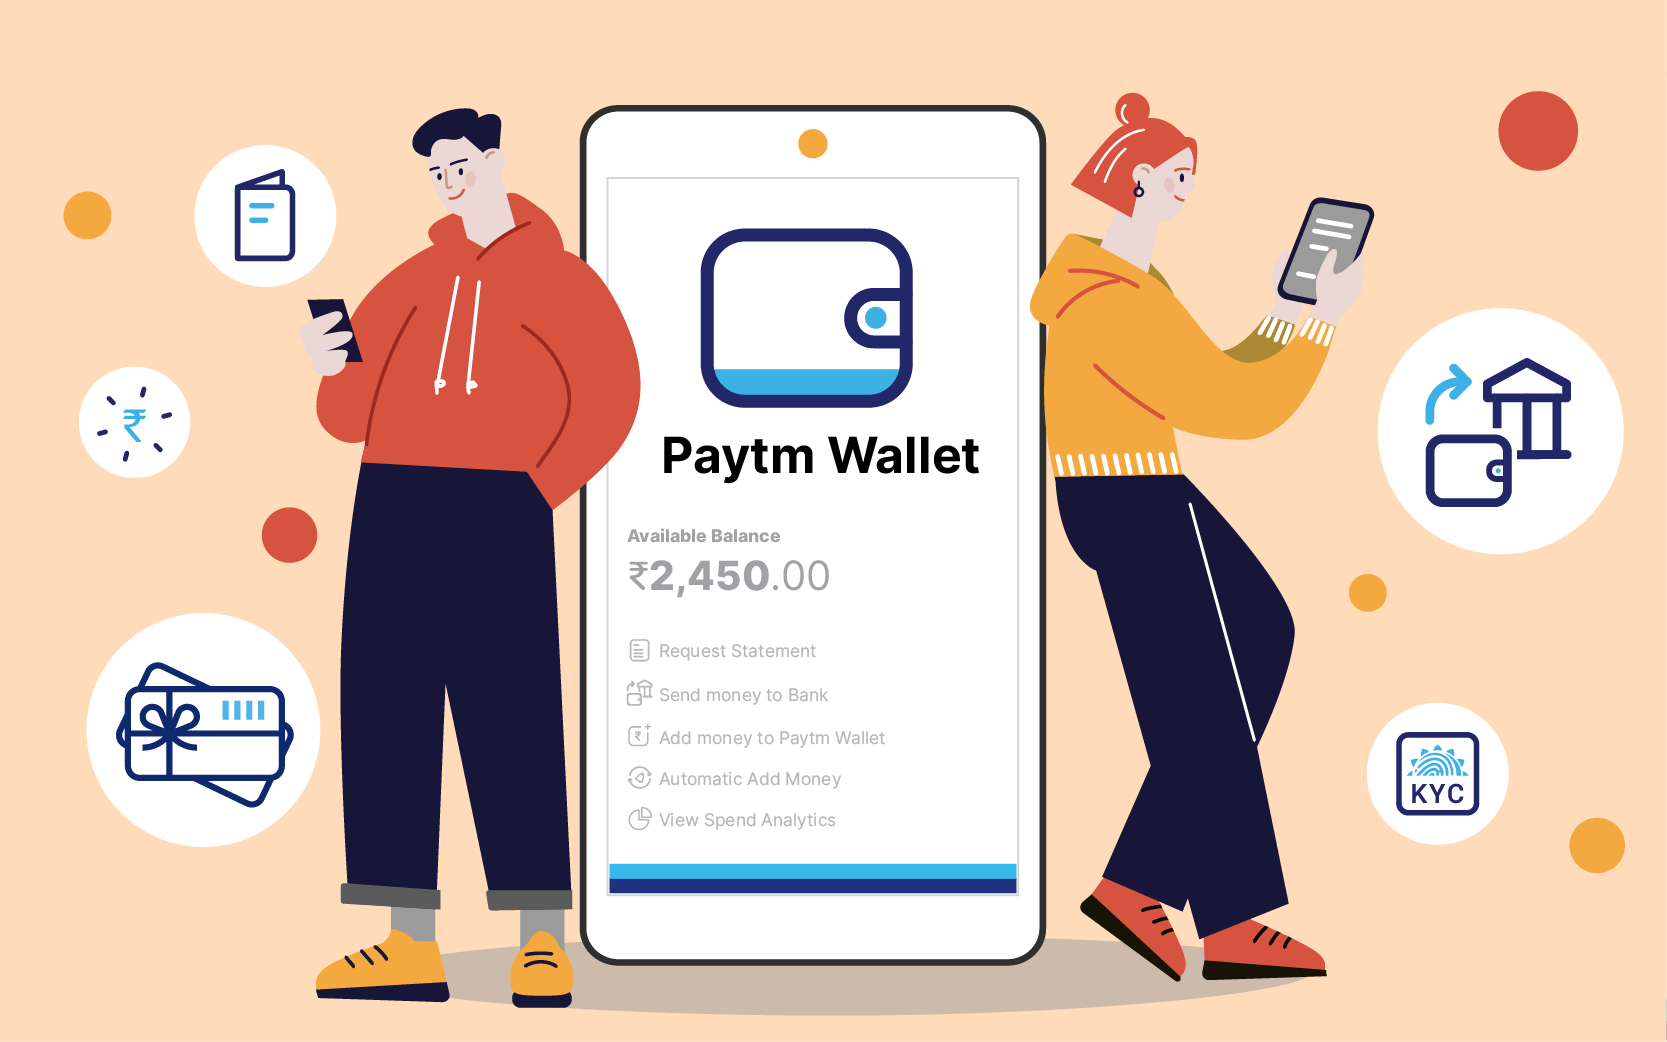 ₹
Paytm Wallet
Available Balance
₹2,450.00
Request Statement
Send money to Bank
₹ Add money to Paytm Wallet
Automatic Add Money
View Spend Analytics
KYC